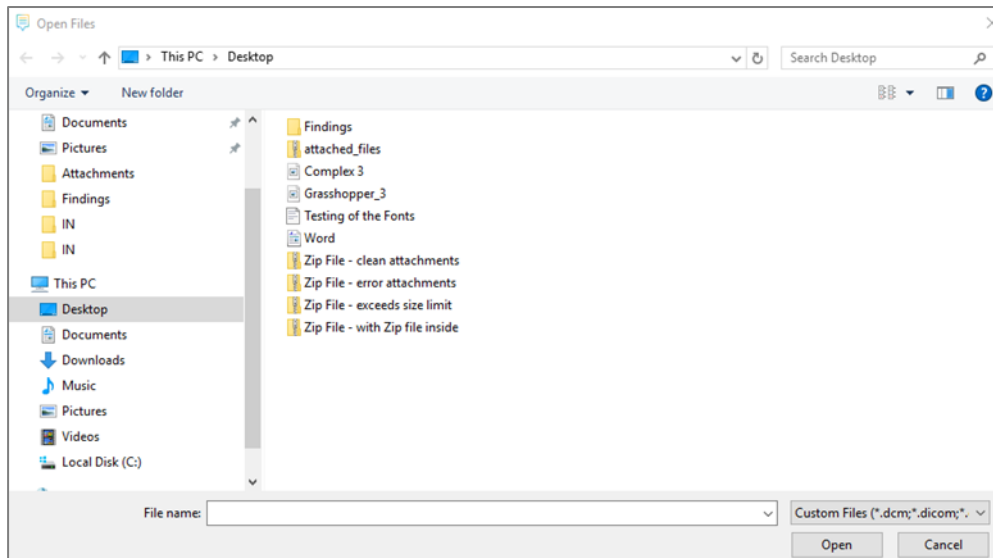 Open Files
This PC > Desktop
Search Desktop
Organize
New folder
Documents
Pictures
Attachments
Findings
IN
IN
This PC
Desktop
Documents
Downloads
Music
Pictures
Videos
Local Disk (C:)
Findings
attached_files
Complex 3
Grasshopper_3
Testing of the Fonts
Word
Zip File - clean attachments
Zip File - error attachments
Zip File - exceeds size limit
Zip File - with Zip file inside
File name:
Custom Files (*.dcm;*.dicom;*.
Open
Cancel